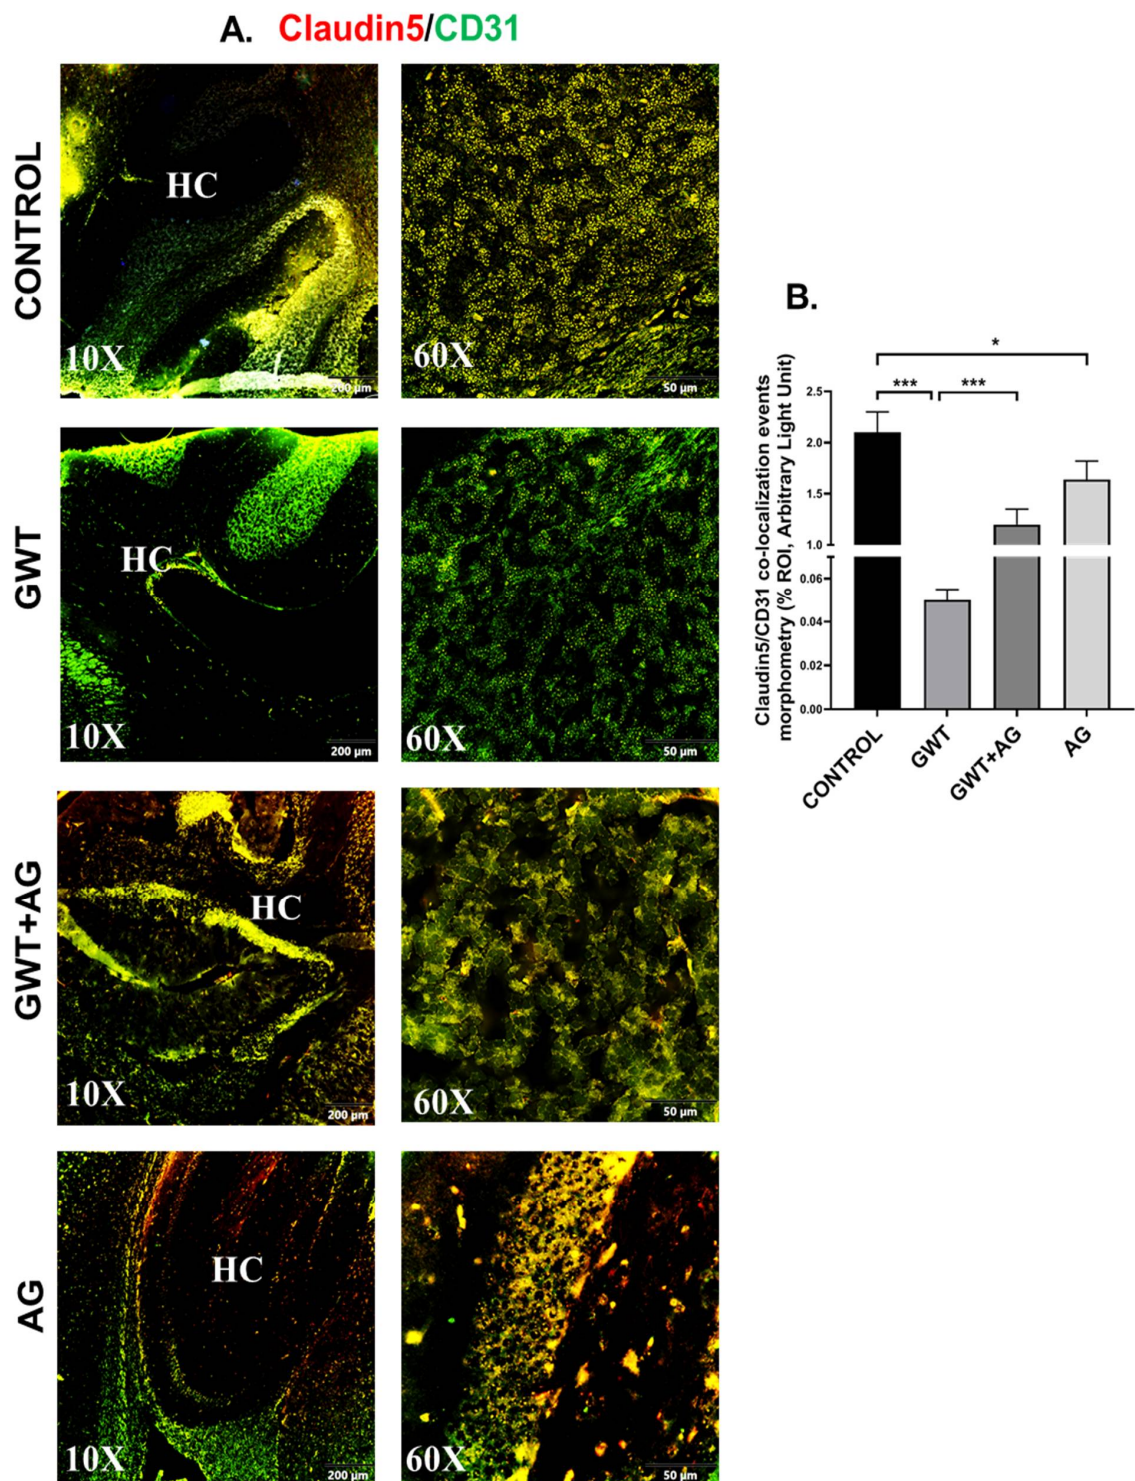 A. Claudin5/CD31
CONTROL
HC
10X
200 µm
60X
50 µm
GWT
HC
10X
200 µm
60X
50 µm
GWT+AG
HC
10X
200 µm
60X
50 µm
AG
HC
10X
200 µm
60X
50 µm
B.
Claudin5/CD31 co-localization events
morphometry (% ROI, Arbitrary Light Unit)
*
*** ***
2.5
2.0
1.5
1.0
0.06
0.04
0.02
0.00
CONTROL
GWT
GWT+AG
AG